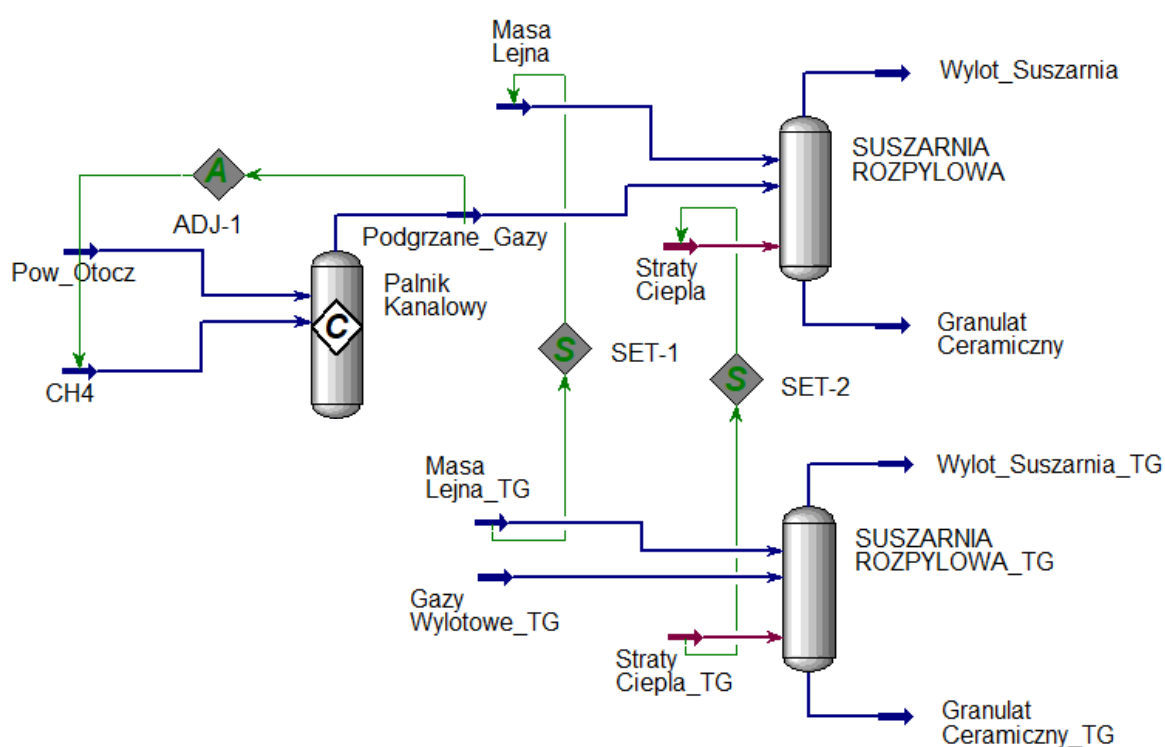 Masa
Lejna
Wylot_Suszarnia
SUSZARNIA
ROZPYLOWA
A
ADJ-1
Podgrzane_Gazy
Pow_Otocz
Palnik
Kanalowy
C
Straty
Ciepla
CH4
Granulat
Ceramiczny
S
SET-1
S
SET-2
Masa
Lejna_TG
Wylot_Suszarnia_TG
SUSZARNIA
ROZPYLOWA_TG
Gazy
Wylotowe_TG
Straty
Ciepla_TG
Granulat
Ceramiczny_TG